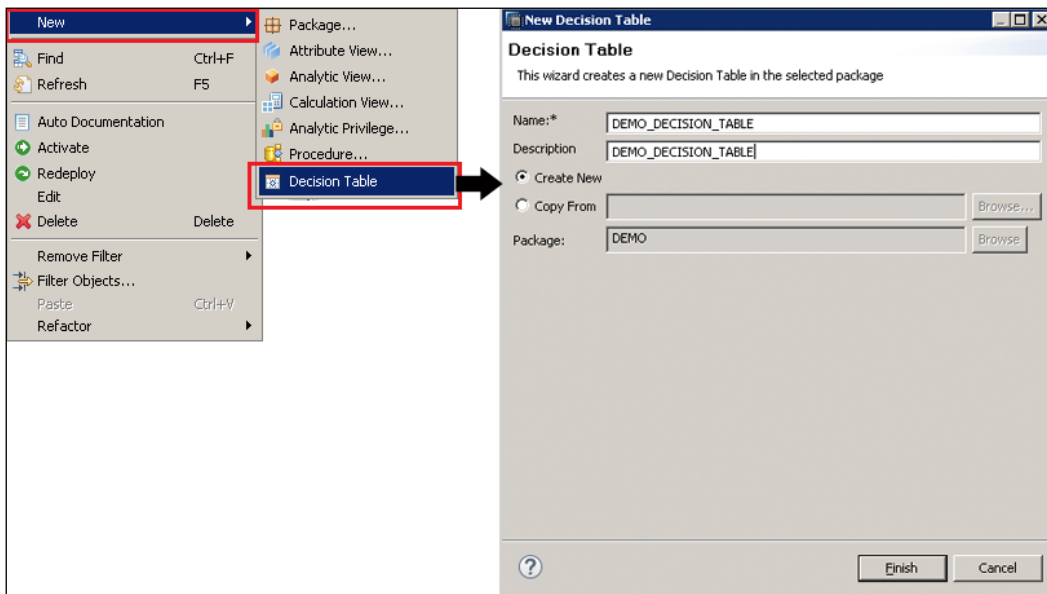 New
Find Ctrl+F
Refresh F5
Auto Documentation
Activate
Redeploy
Edit
Delete Delete
Remove Filter
Filter Objects...
Paste Ctrl+V
Refactor
Package...
Attribute View...
Analytic View...
Calculation View...
Analytic Privilege...
Procedure...
Decision Table
New Decision Table
Decision Table
This wizard creates a new Decision Table in the selected package
Name:* DEMO_DECISION_TABLE
Description DEMO_DECISION_TABLE
Create New
Copy From Browse...
Package: DEMO Browse
? Finish Cancel